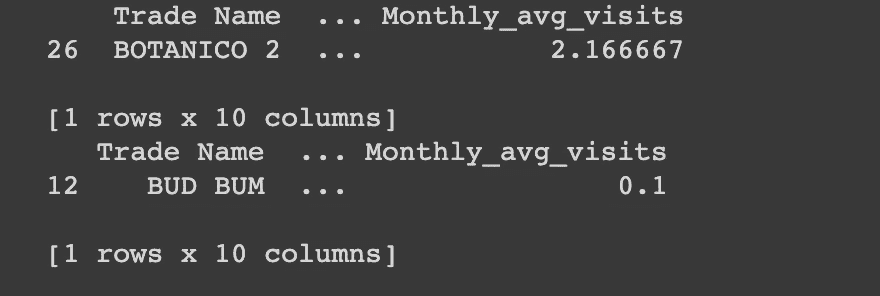 Trade Name ... Monthly_avg_visits
26 BOTANICO 2 ... 2.166667
[1 rows x 10 columns]
Trade Name ... Monthly_avg_visits
12 BUD BUM ... 0.1
[1 rows x 10 columns]